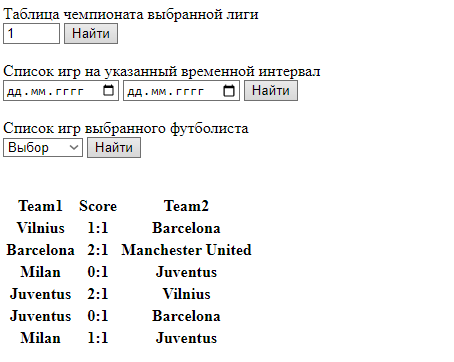 Таблица чемпионата выбранной лиги
1 Найти
Список игр на указанный временной интервал
дд.мм.гггг дд.мм.гггг Найти
Список игр выбранного футболиста
Выбор Найти
Team1 Score Team2
Vilnius 1:1 Barcelona
Barcelona 2:1 Manchester United
Milan 0:1 Juventus
Juventus 2:1 Vilnius
Juventus 0:1 Barcelona
Milan 1:1 Juventus